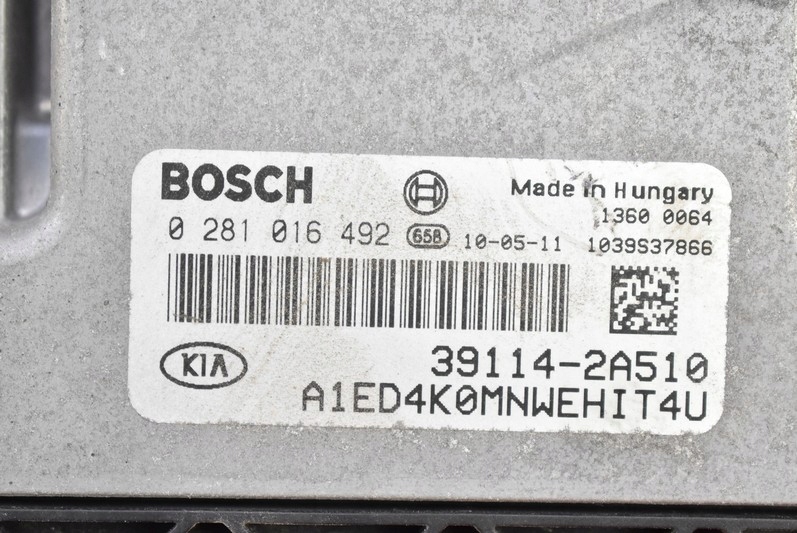 BOSCH
Made in Hungary
1360 0064
0 281 016 492 658 10-05-11 1039S37866
KIA
39114-2A510
A1ED4K0MNWEHIT4U